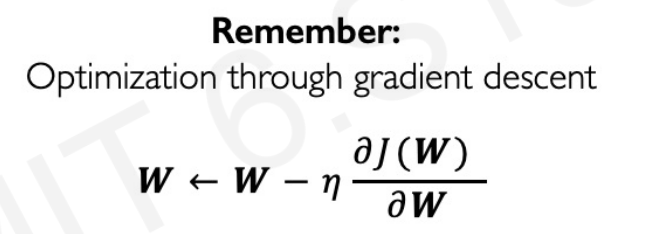 Remember:
Optimization through gradient descent
W ← W − η ∂J(W)/∂W